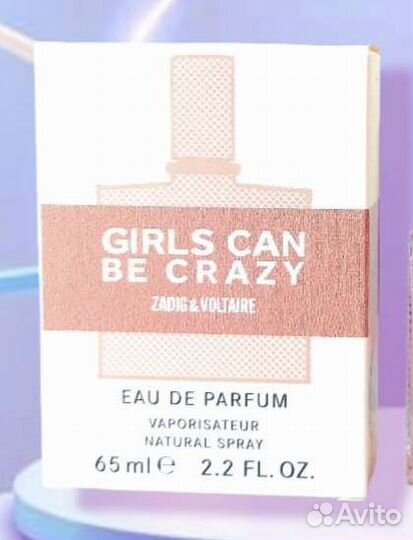 GIRLS CAN
BE CRAZY
ZADIG & VOLTAIRE
EAU DE PARFUM
VAPORISATEUR
NATURAL SPRAY
65 ml ℮ 2.2 FL. OZ.
Avito